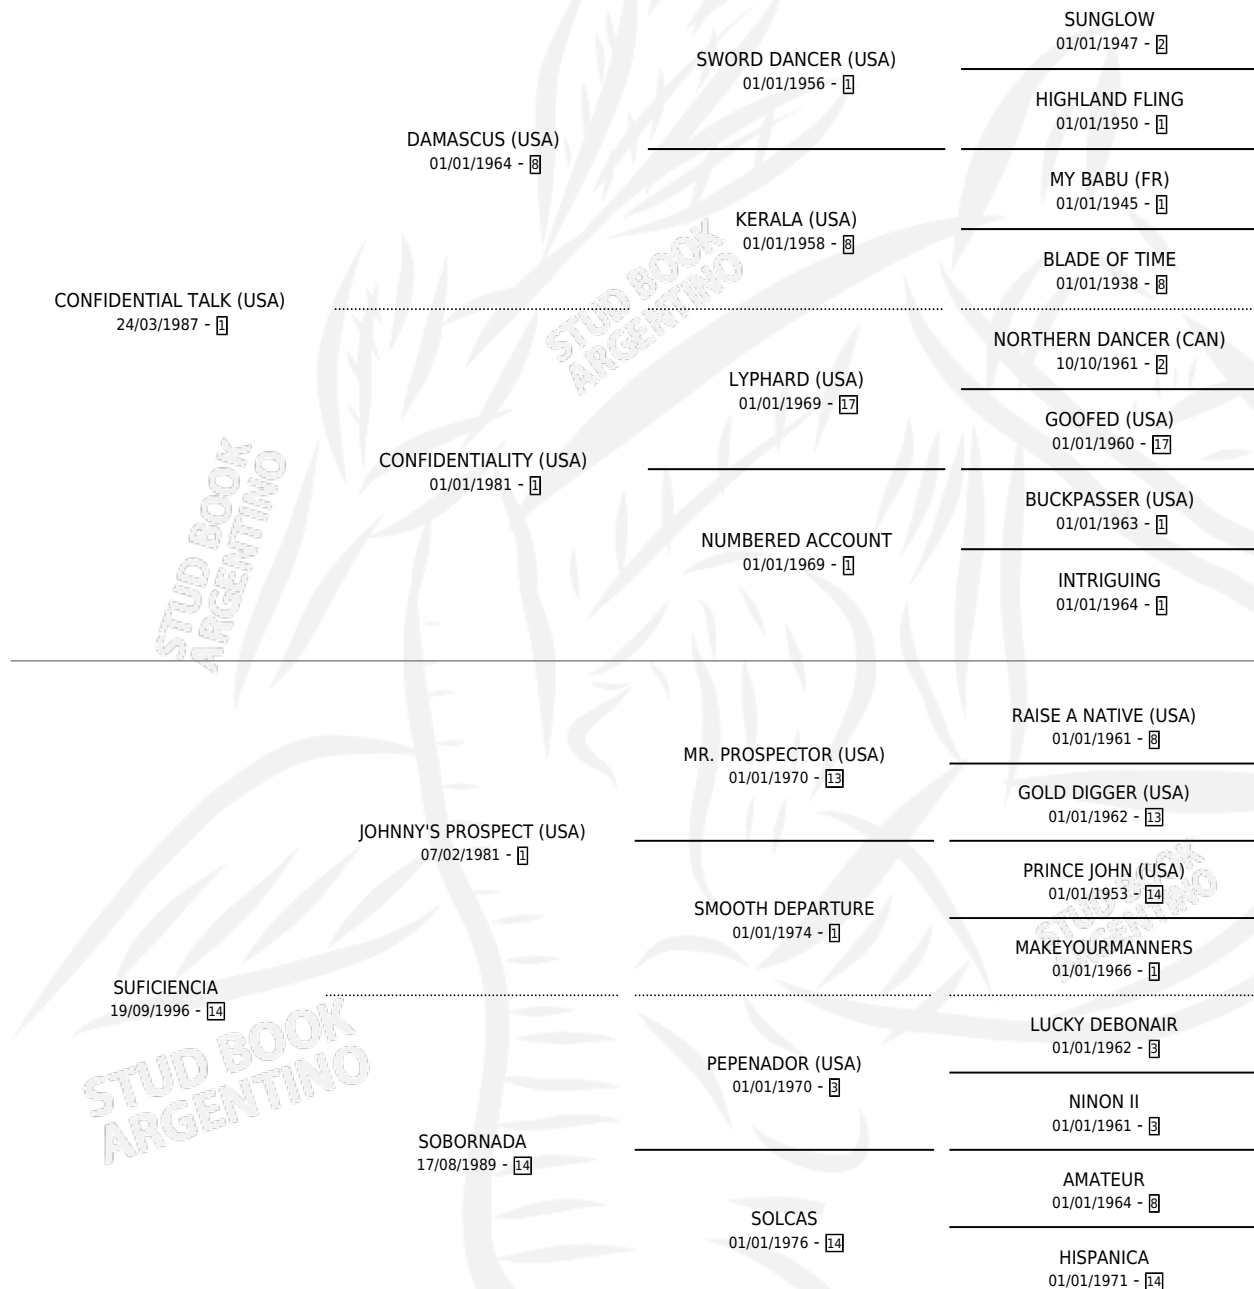 SUNGLOW
01/01/1947 - 2
SWORD DANCER (USA)
01/01/1956 - 1
HIGHLAND FLING
01/01/1950 - 1
DAMASCUS (USA)
01/01/1964 - 8
MY BABU (FR)
01/01/1945 - 1
KERALA (USA)
01/01/1958 - 8
BLADE OF TIME
01/01/1938 - 8
CONFIDENTIAL TALK (USA)
24/03/1987 - 1
NORTHERN DANCER (CAN)
10/10/1961 - 2
LYPHARD (USA)
01/01/1969 - 17
GOOFED (USA)
01/01/1960 - 17
CONFIDENTIALITY (USA)
01/01/1981 - 1
BUCKPASSER (USA)
01/01/1963 - 1
NUMBERED ACCOUNT
01/01/1969 - 1
INTRIGUING
01/01/1964 - 1
RAISE A NATIVE (USA)
01/01/1961 - 8
MR. PROSPECTOR (USA)
01/01/1970 - 13
GOLD DIGGER (USA)
01/01/1962 - 13
JOHNNY'S PROSPECT (USA)
07/02/1981 - 1
PRINCE JOHN (USA)
01/01/1953 - 14
SMOOTH DEPARTURE
01/01/1974 - 1
MAKEYOURMANNERS
01/01/1966 - 1
SUFICIENCIA
19/09/1996 - 14
LUCKY DEBONAIR
01/01/1962 - 3
PEPENADOR (USA)
01/01/1970 - 3
NINON II
01/01/1961 - 3
SOBORNADA
17/08/1989 - 14
AMATEUR
01/01/1964 - 8
SOLCAS
01/01/1976 - 14
HISPANICA
01/01/1971 - 14
STUD BOOK
ARGENTINO
STUD BOOK
ARGENTINO
STUD BOOK
ARGENTINO
STUD BOOK
ARGENTINO